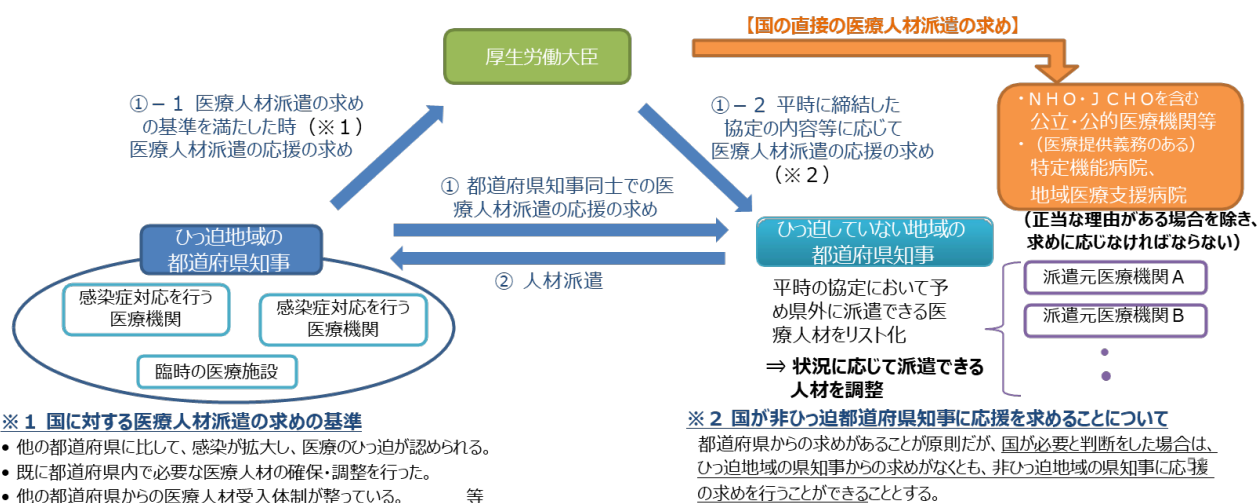 【国の直接の医療人材派遣の求め】
厚生労働大臣
・NHO・JCHOを含む
公立・公的医療機関等
・（医療提供義務のある）
特定機能病院、
地域医療支援病院
（正当な理由がある場合を除き、
求めに応じなければならない）
①－１ 医療人材派遣の求め
の基準を満たした時（※１）
医療人材派遣の応援の求め
①－２ 平時に締結した
協定の内容等に応じて
医療人材派遣の応援の求め
（※２）
① 都道府県知事同士での医
療人材派遣の応援の求め
② 人材派遣
ひっ迫地域の
都道府県知事
感染症対応を行う
医療機関
感染症対応を行う
医療機関
臨時の医療施設
ひっ迫していない地域の
都道府県知事
平時の協定において予
め県外に派遣できる医
療人材をリスト化
⇒ 状況に応じて派遣できる
人材を調整
派遣元医療機関A
派遣元医療機関B
※１ 国に対する医療人材派遣の求めの基準
• 他の都道府県に比して、感染が拡大し、医療のひっ迫が認められる。
• 既に都道府県内で必要な医療人材の確保・調整を行った。
• 他の都道府県からの医療人材受入体制が整っている。 等
※２ 国が非ひっ迫都道府県知事に応援を求めることについて
都道府県からの求めがあることが原則だが、国が必要と判断をした場合は、
ひっ迫地域の県知事からの求めがなくとも、非ひっ迫地域の県知事に応援
の求めを行うことができることとする。